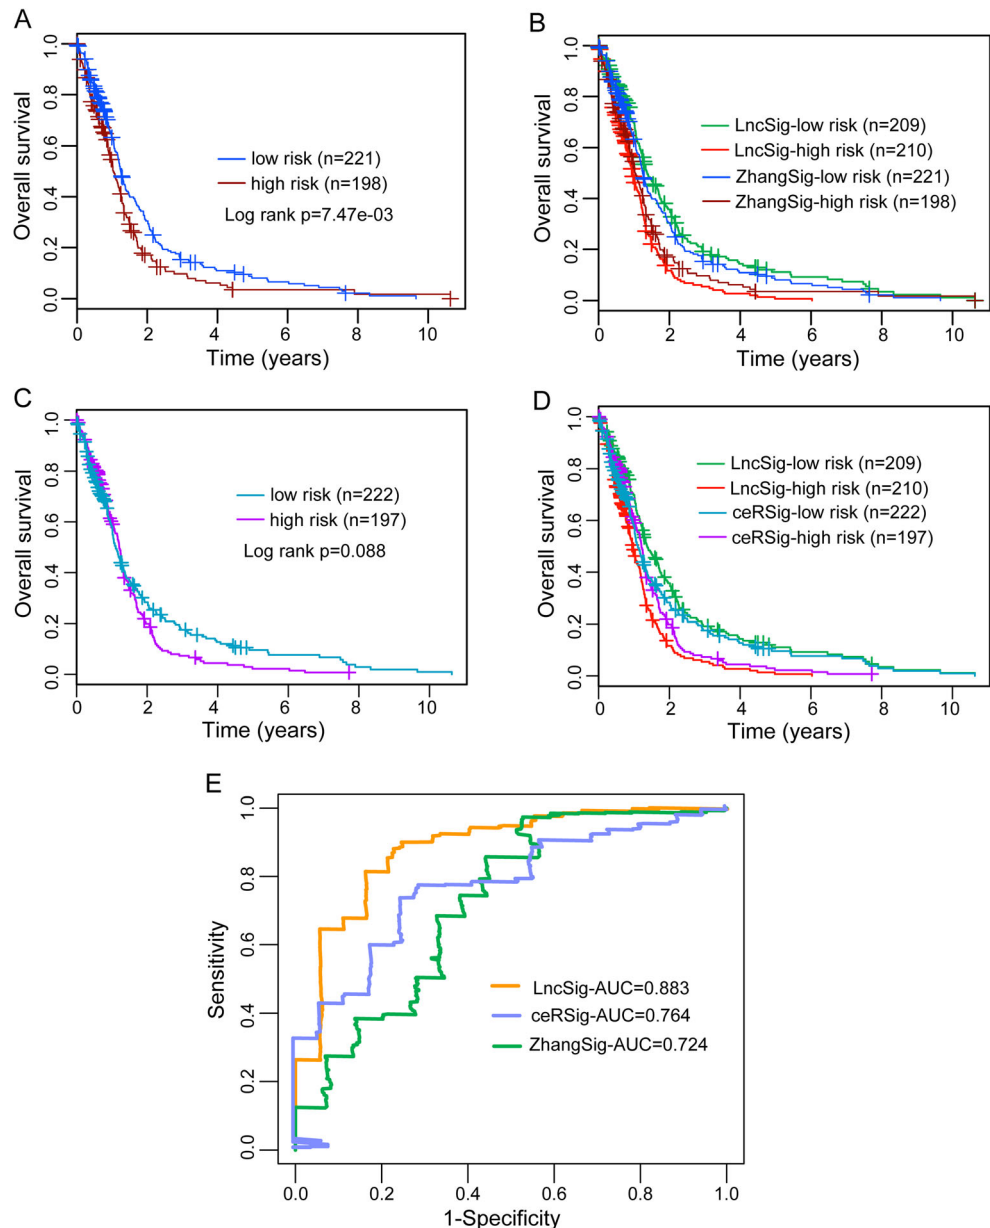 A
Overall survival
0.0 0.2 0.4 0.6 0.8 1.0
low risk (n=221)
high risk (n=198)
Log rank p=7.47e-03
0 2 4 6 8 10
Time (years)
B
Overall survival
0.0 0.2 0.4 0.6 0.8 1.0
LncSig-low risk (n=209)
LncSig-high risk (n=210)
ZhangSig-low risk (n=221)
ZhangSig-high risk (n=198)
0 2 4 6 8 10
Time (years)
C
Overall survival
0.0 0.2 0.4 0.6 0.8 1.0
low risk (n=222)
high risk (n=197)
Log rank p=0.088
0 2 4 6 8 10
Time (years)
D
Overall survival
0.0 0.2 0.4 0.6 0.8 1.0
LncSig-low risk (n=209)
LncSig-high risk (n=210)
ceRSig-low risk (n=222)
ceRSig-high risk (n=197)
0 2 4 6 8 10
Time (years)
E
Sensitivity
0.0 0.2 0.4 0.6 0.8 1.0
LncSig-AUC=0.883
ceRSig-AUC=0.764
ZhangSig-AUC=0.724
0.0 0.2 0.4 0.6 0.8 1.0
1-Specificity